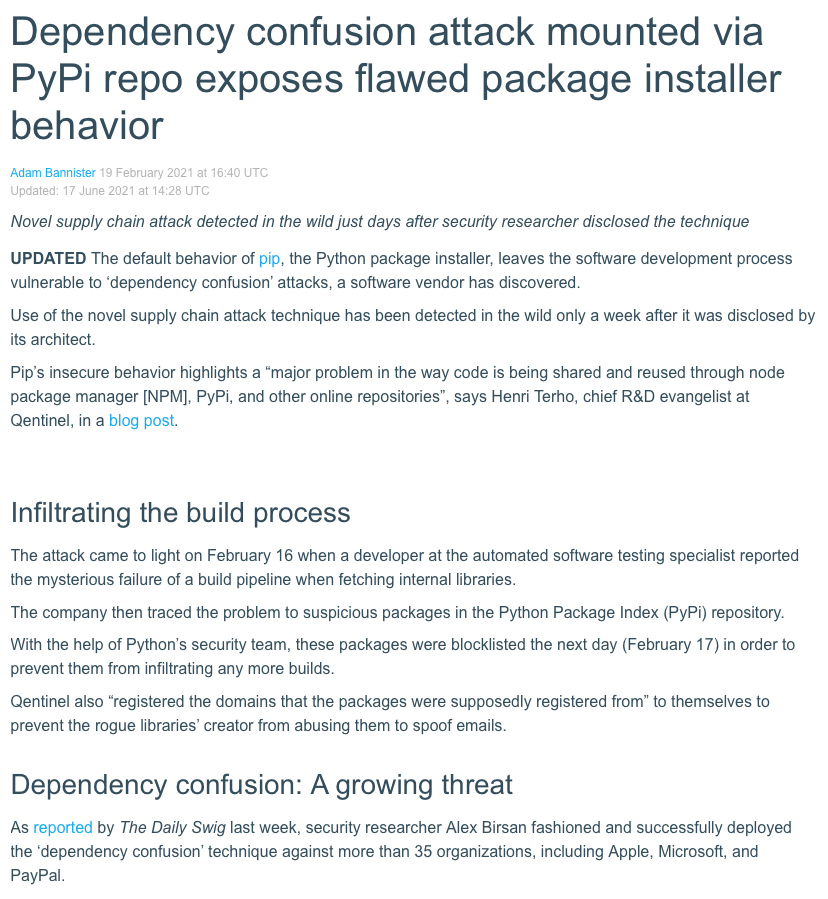 Dependency confusion attack mounted via
PyPi repo exposes flawed package installer
behavior
Adam Bannister 19 February 2021 at 16:40 UTC
Updated: 17 June 2021 at 14:28 UTC
Novel supply chain attack detected in the wild just days after security researcher disclosed the technique
UPDATED The default behavior of pip, the Python package installer, leaves the software development process
vulnerable to ‘dependency confusion’ attacks, a software vendor has discovered.
Use of the novel supply chain attack technique has been detected in the wild only a week after it was disclosed by
its architect.
Pip’s insecure behavior highlights a “major problem in the way code is being shared and reused through node
package manager [NPM], PyPi, and other online repositories”, says Henri Terho, chief R&D evangelist at
Qentinel, in a blog post.
Infiltrating the build process
The attack came to light on February 16 when a developer at the automated software testing specialist reported
the mysterious failure of a build pipeline when fetching internal libraries.
The company then traced the problem to suspicious packages in the Python Package Index (PyPi) repository.
With the help of Python’s security team, these packages were blocklisted the next day (February 17) in order to
prevent them from infiltrating any more builds.
Qentinel also “registered the domains that the packages were supposedly registered from” to themselves to
prevent the rogue libraries’ creator from abusing them to spoof emails.
Dependency confusion: A growing threat
As reported by The Daily Swig last week, security researcher Alex Birsan fashioned and successfully deployed
the ‘dependency confusion’ technique against more than 35 organizations, including Apple, Microsoft, and
PayPal.